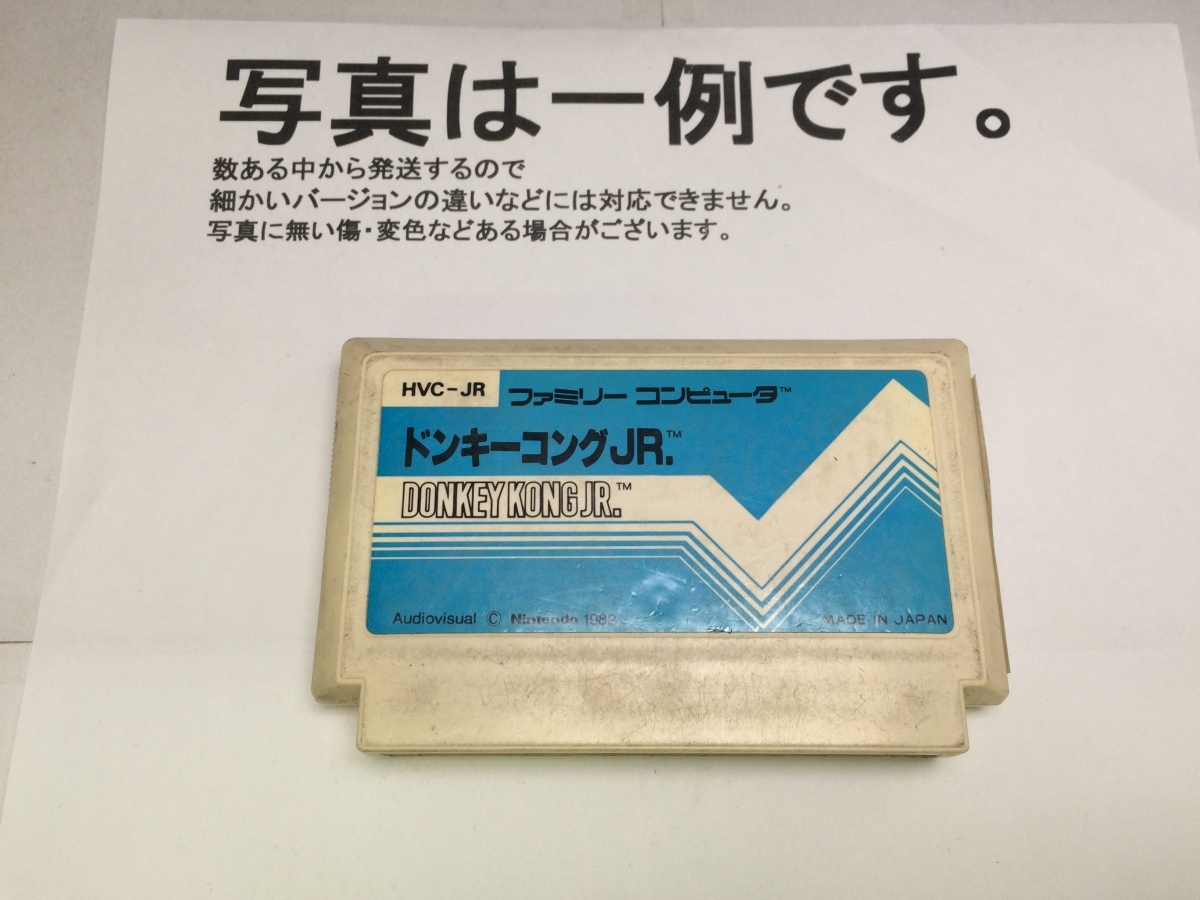 写真は一例です。
数ある中から発送するので
細かいバージョンの違いなどには対応できません。
写真に無い傷・変色などある場合がございます。
HVC-JR ファミリー コンピュータ™
ドンキーコングJR.™
DONKEY KONG JR.™
Audiovisual © Nintendo 1982 MADE IN JAPAN